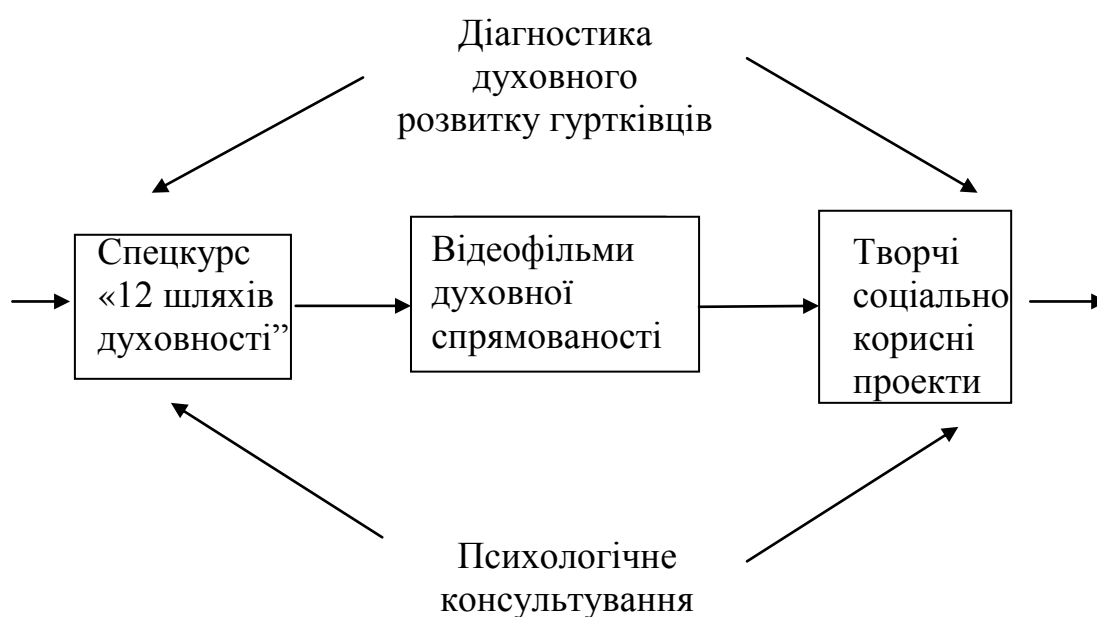 Діагностика
духовного
розвитку гуртківців
Спецкурс
«12 шляхів
духовності”
Відеофільми
духовної
спрямованості
Творчі
соціально
корисні
проекти
Психологічне
консультування